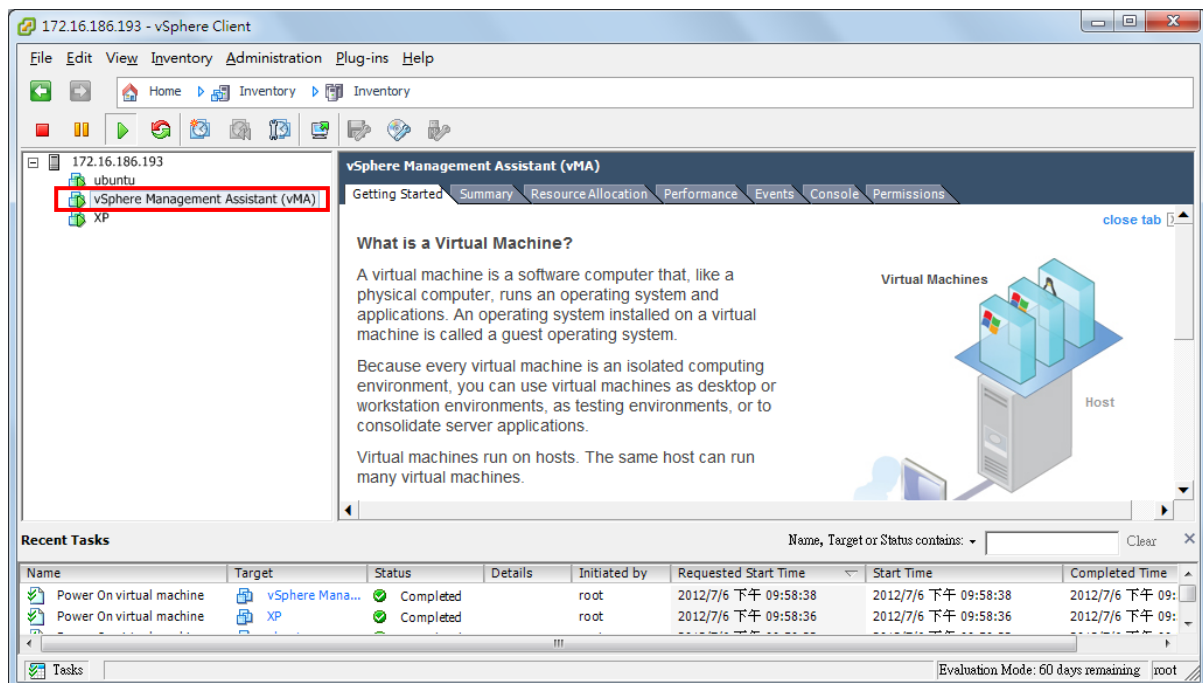 172.16.186.193 - vSphere Client
File Edit View Inventory Administration Plug-ins Help
Home Inventory Inventory
172.16.186.193
ubuntu
vSphere Management Assistant (vMA)
XP
vSphere Management Assistant (vMA)
Getting Started Summary Resource Allocation Performance Events Console Permissions
close tab
What is a Virtual Machine?
A virtual machine is a software computer that, like a
physical computer, runs an operating system and
applications. An operating system installed on a virtual
machine is called a guest operating system.
Because every virtual machine is an isolated computing
environment, you can use virtual machines as desktop or
workstation environments, as testing environments, or to
consolidate server applications.
Virtual machines run on hosts. The same host can run
many virtual machines.
Virtual Machines
Host
Recent Tasks
Name, Target or Status contains:
Clear
Name Target Status Details Initiated by Requested Start Time Start Time Completed Time
Power On virtual machine vSphere Mana... Completed root 2012/7/6 下午 09:58:38 2012/7/6 下午 09:58:38 2012/7/6 下午 09:
Power On virtual machine XP Completed root 2012/7/6 下午 09:58:36 2012/7/6 下午 09:58:36 2012/7/6 下午 09:
Tasks
Evaluation Mode: 60 days remaining root